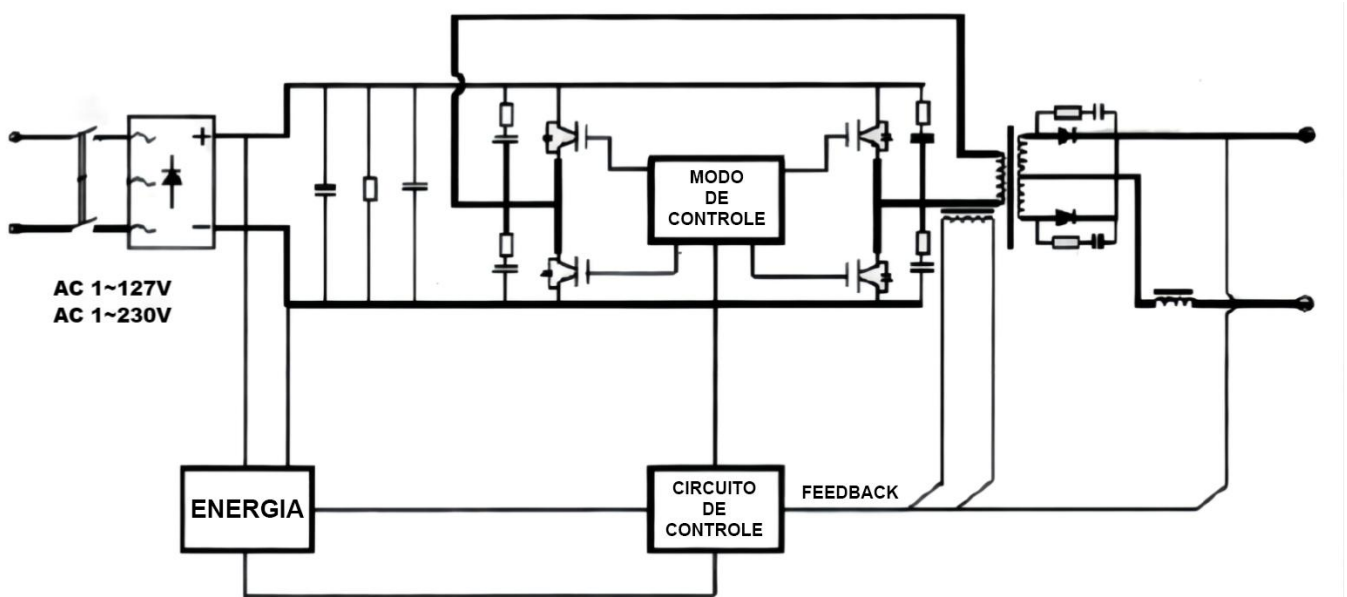 +
MODO
DE
CONTROLE
−
AC 1~127V
AC 1~230V
ENERGIA
CIRCUITO
DE
CONTROLE
FEEDBACK